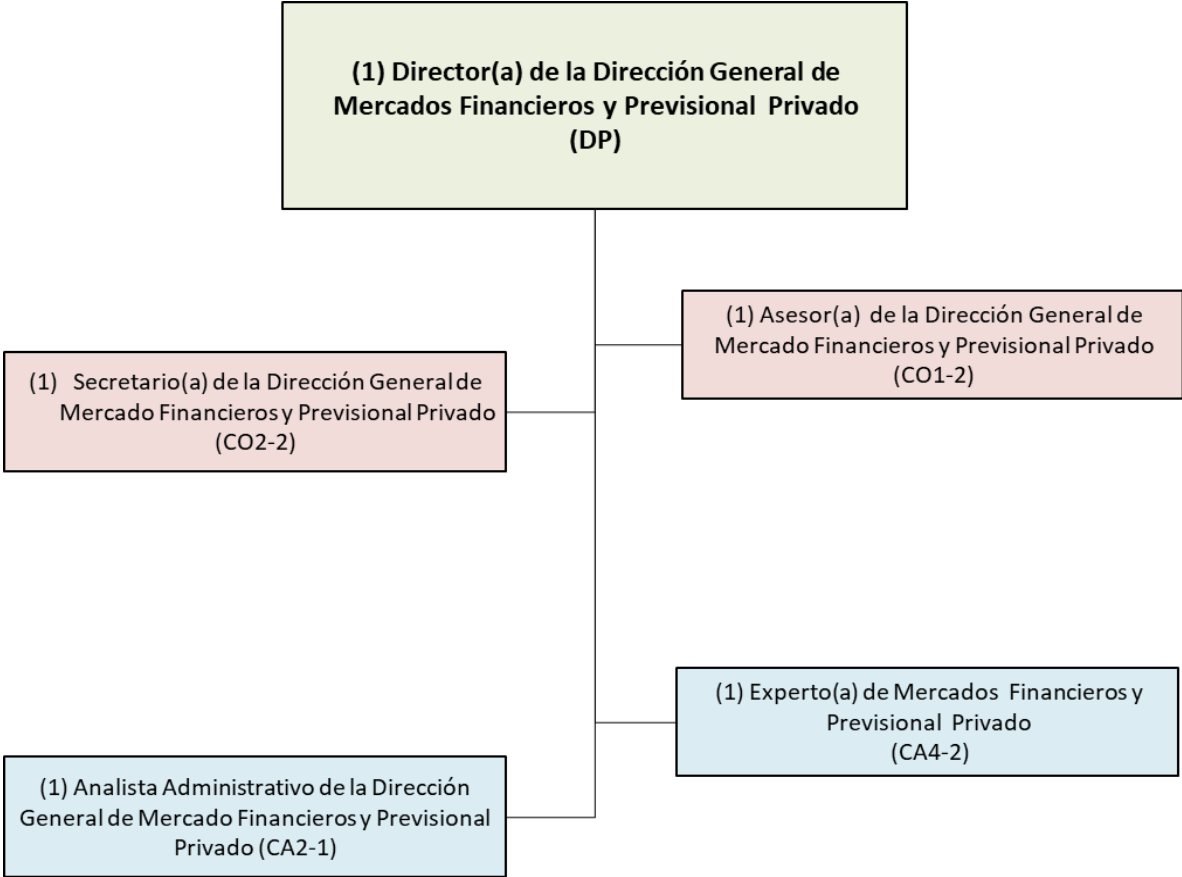 (1) Director(a) de la Dirección General de
Mercados Financieros y Previsional Privado
(DP)
(1) Asesor(a) de la Dirección General de
Mercado Financieros y Previsional Privado
(CO1-2)
(1) Secretario(a) de la Dirección General de
Mercado Financieros y Previsional Privado
(CO2-2)
(1) Experto(a) de Mercados Financieros y
Previsional Privado
(CA4-2)
(1) Analista Administrativo de la Dirección
General de Mercado Financieros y Previsional
Privado (CA2-1)